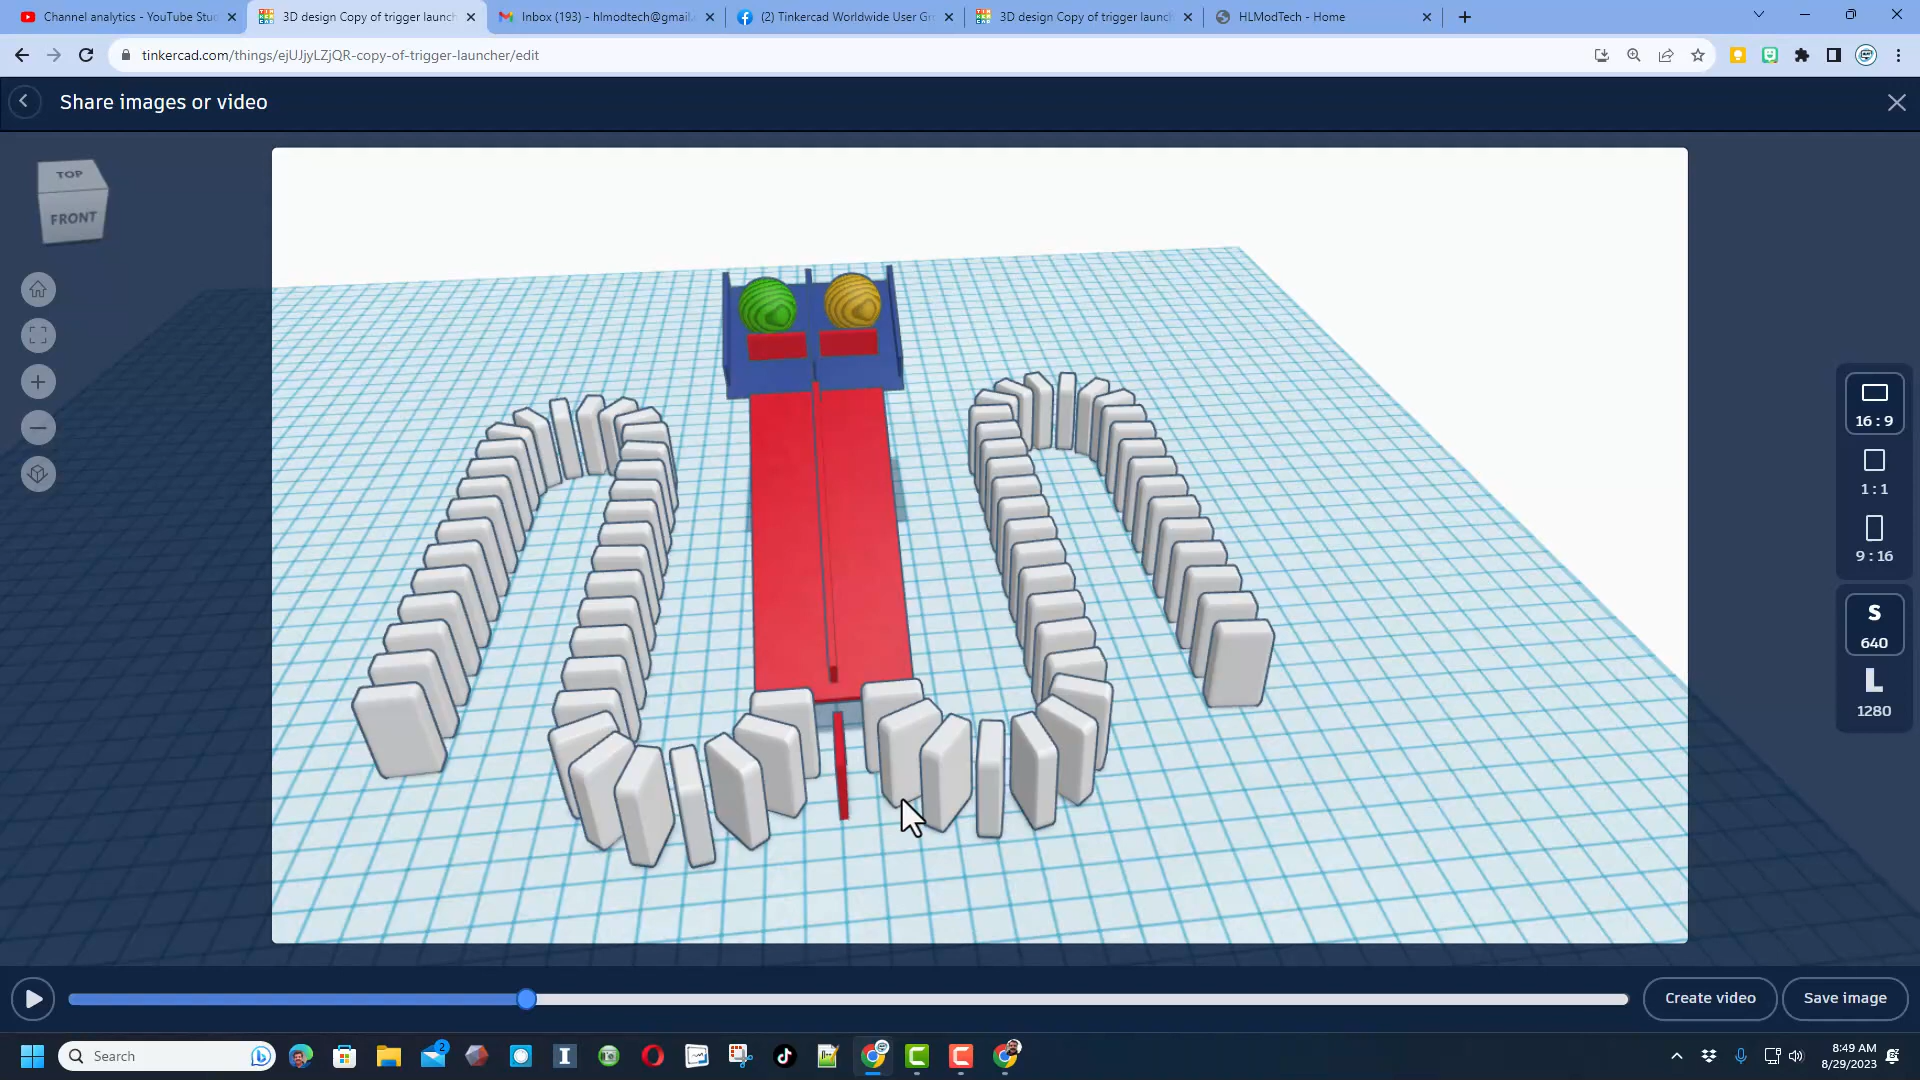 Channel analytics - YouTube Stu
3D design Copy of trigger launch
Inbox (193) - hlmodtech@gmail.
(2) Tinkercad Worldwide User Gr
3D design Copy of trigger launch
HLModTech - Home
tinkercad.com/things/ejUJjyLZjQR-copy-of-trigger-launcher/edit
Share images or video
TOP
FRONT
16 : 9
1 : 1
9 : 16
S
640
L
1280
Create video
Save image
Search
2
8:49 AM
8/29/2023